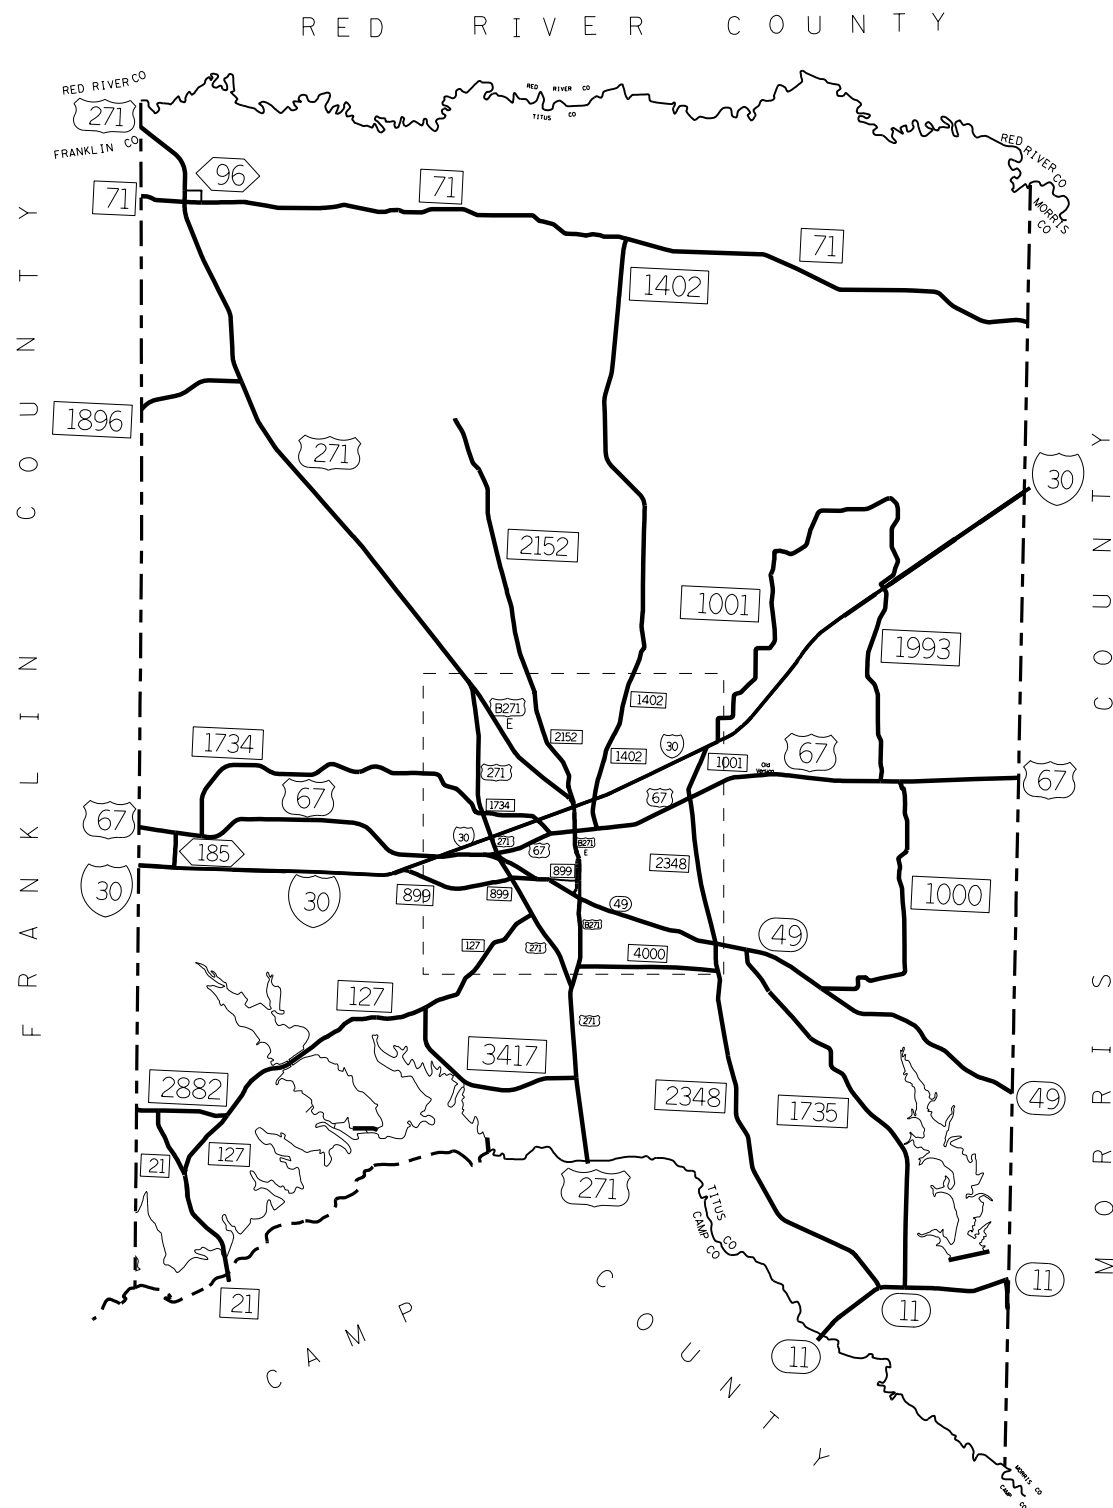 RED RIVER COUNTY
RED RIVER CO
RED RIVER CO
TITUS CO
271
FRANKLIN CO
RED RIVER CO
96
71
71
MORRIS CO
71
1402
FRANKLIN COUNTY
1896
271
30
MORRIS COUNTY
2152
1001
1993
1402
B271
E
2152
1734
30
1402
1001
Old
67
67
271
67
67
1734
67
30
271
67
B271
E
185
899
2348
30
30
899
899
1000
49
B271
49
127
271
4000
127
271
3417
2882
2348
1735
49
21
127
271
TITUS CO
CAMP CO
11
21
11
11
CAMP COUNTY
MORRIS CO
CAMP CO